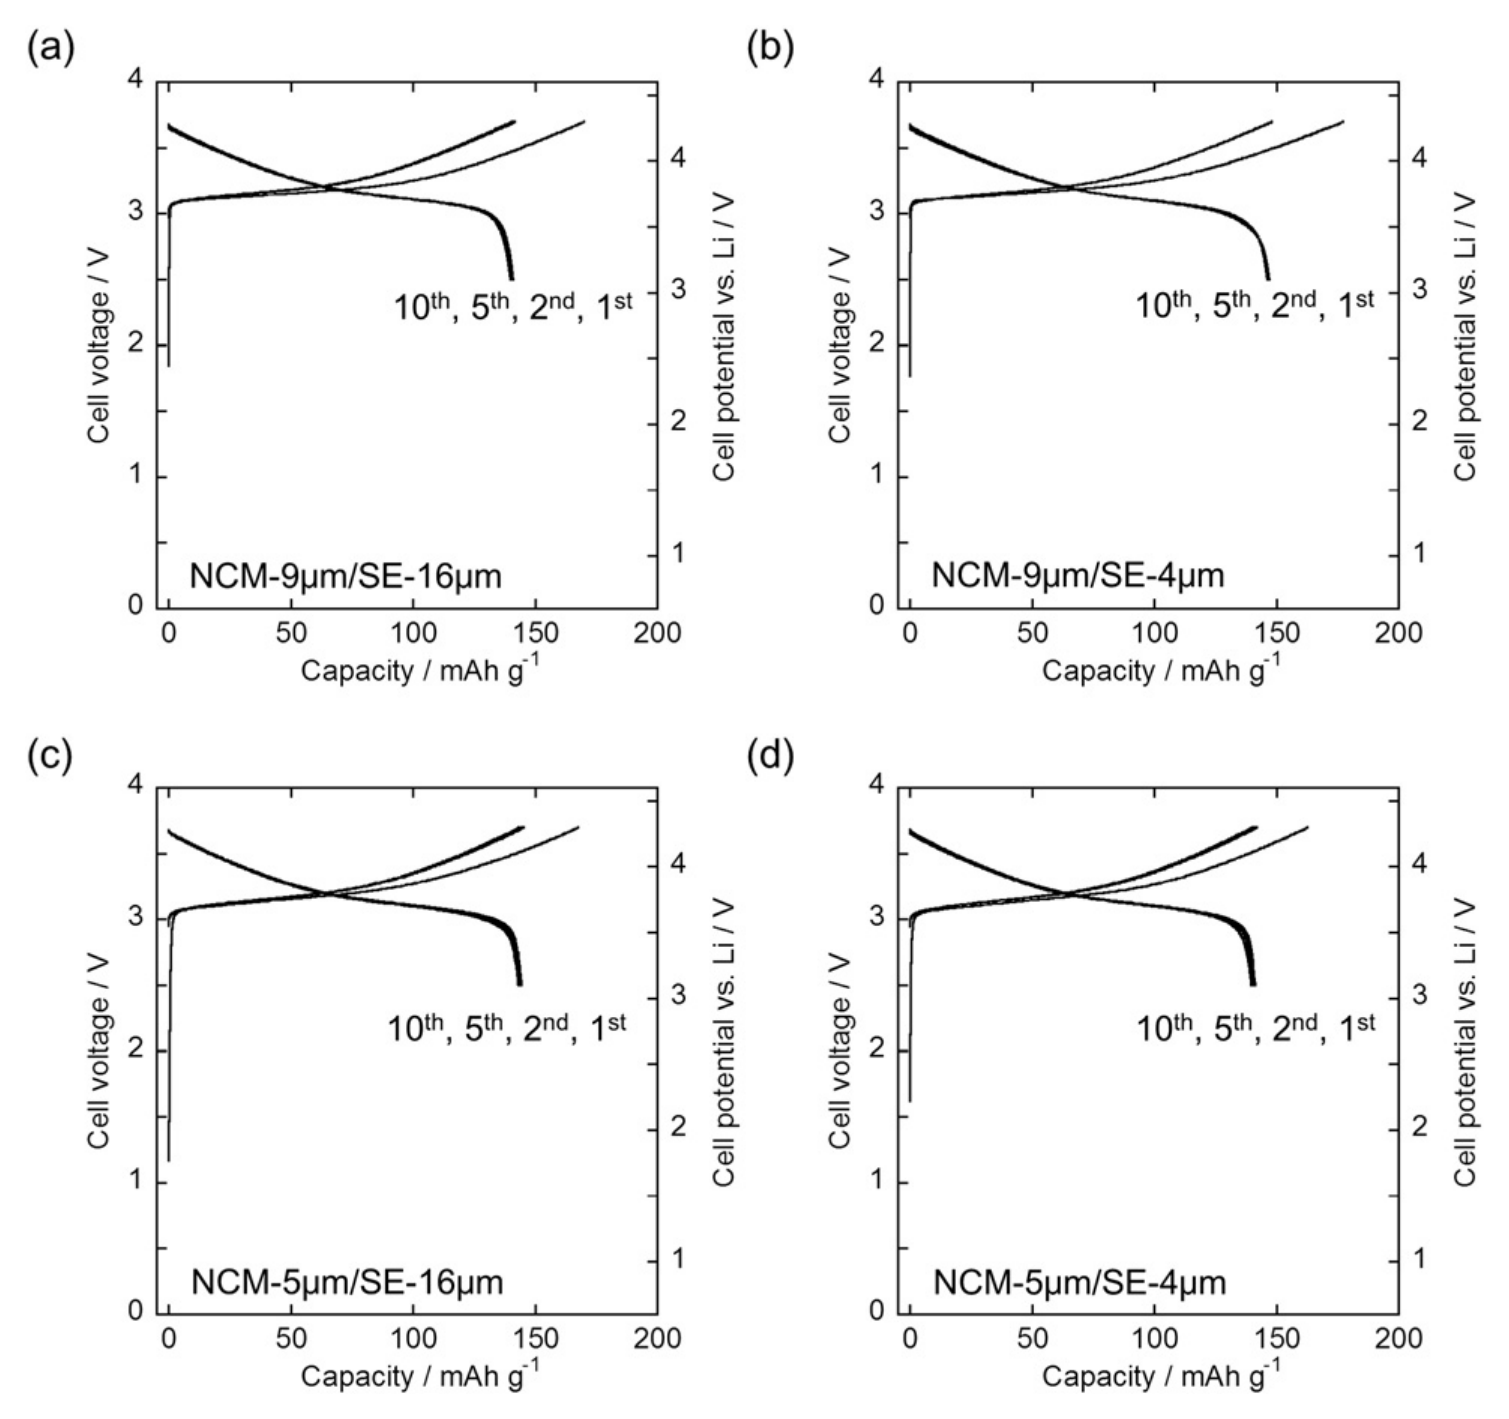 (a)
4
3
2
1
0
Cell voltage / V
4
3
2
1
Cell potential vs. Li / V
10th, 5th, 2nd, 1st
NCM-9µm/SE-16µm
0 50 100 150 200
Capacity / mAh g-1
(b)
4
3
2
1
0
Cell voltage / V
4
3
2
1
Cell potential vs. Li / V
10th, 5th, 2nd, 1st
NCM-9µm/SE-4µm
0 50 100 150 200
Capacity / mAh g-1
(c)
4
3
2
1
0
Cell voltage / V
4
3
2
1
Cell potential vs. Li / V
10th, 5th, 2nd, 1st
NCM-5µm/SE-16µm
0 50 100 150 200
Capacity / mAh g-1
(d)
4
3
2
1
0
Cell voltage / V
4
3
2
1
Cell potential vs. Li / V
10th, 5th, 2nd, 1st
NCM-5µm/SE-4µm
0 50 100 150 200
Capacity / mAh g-1